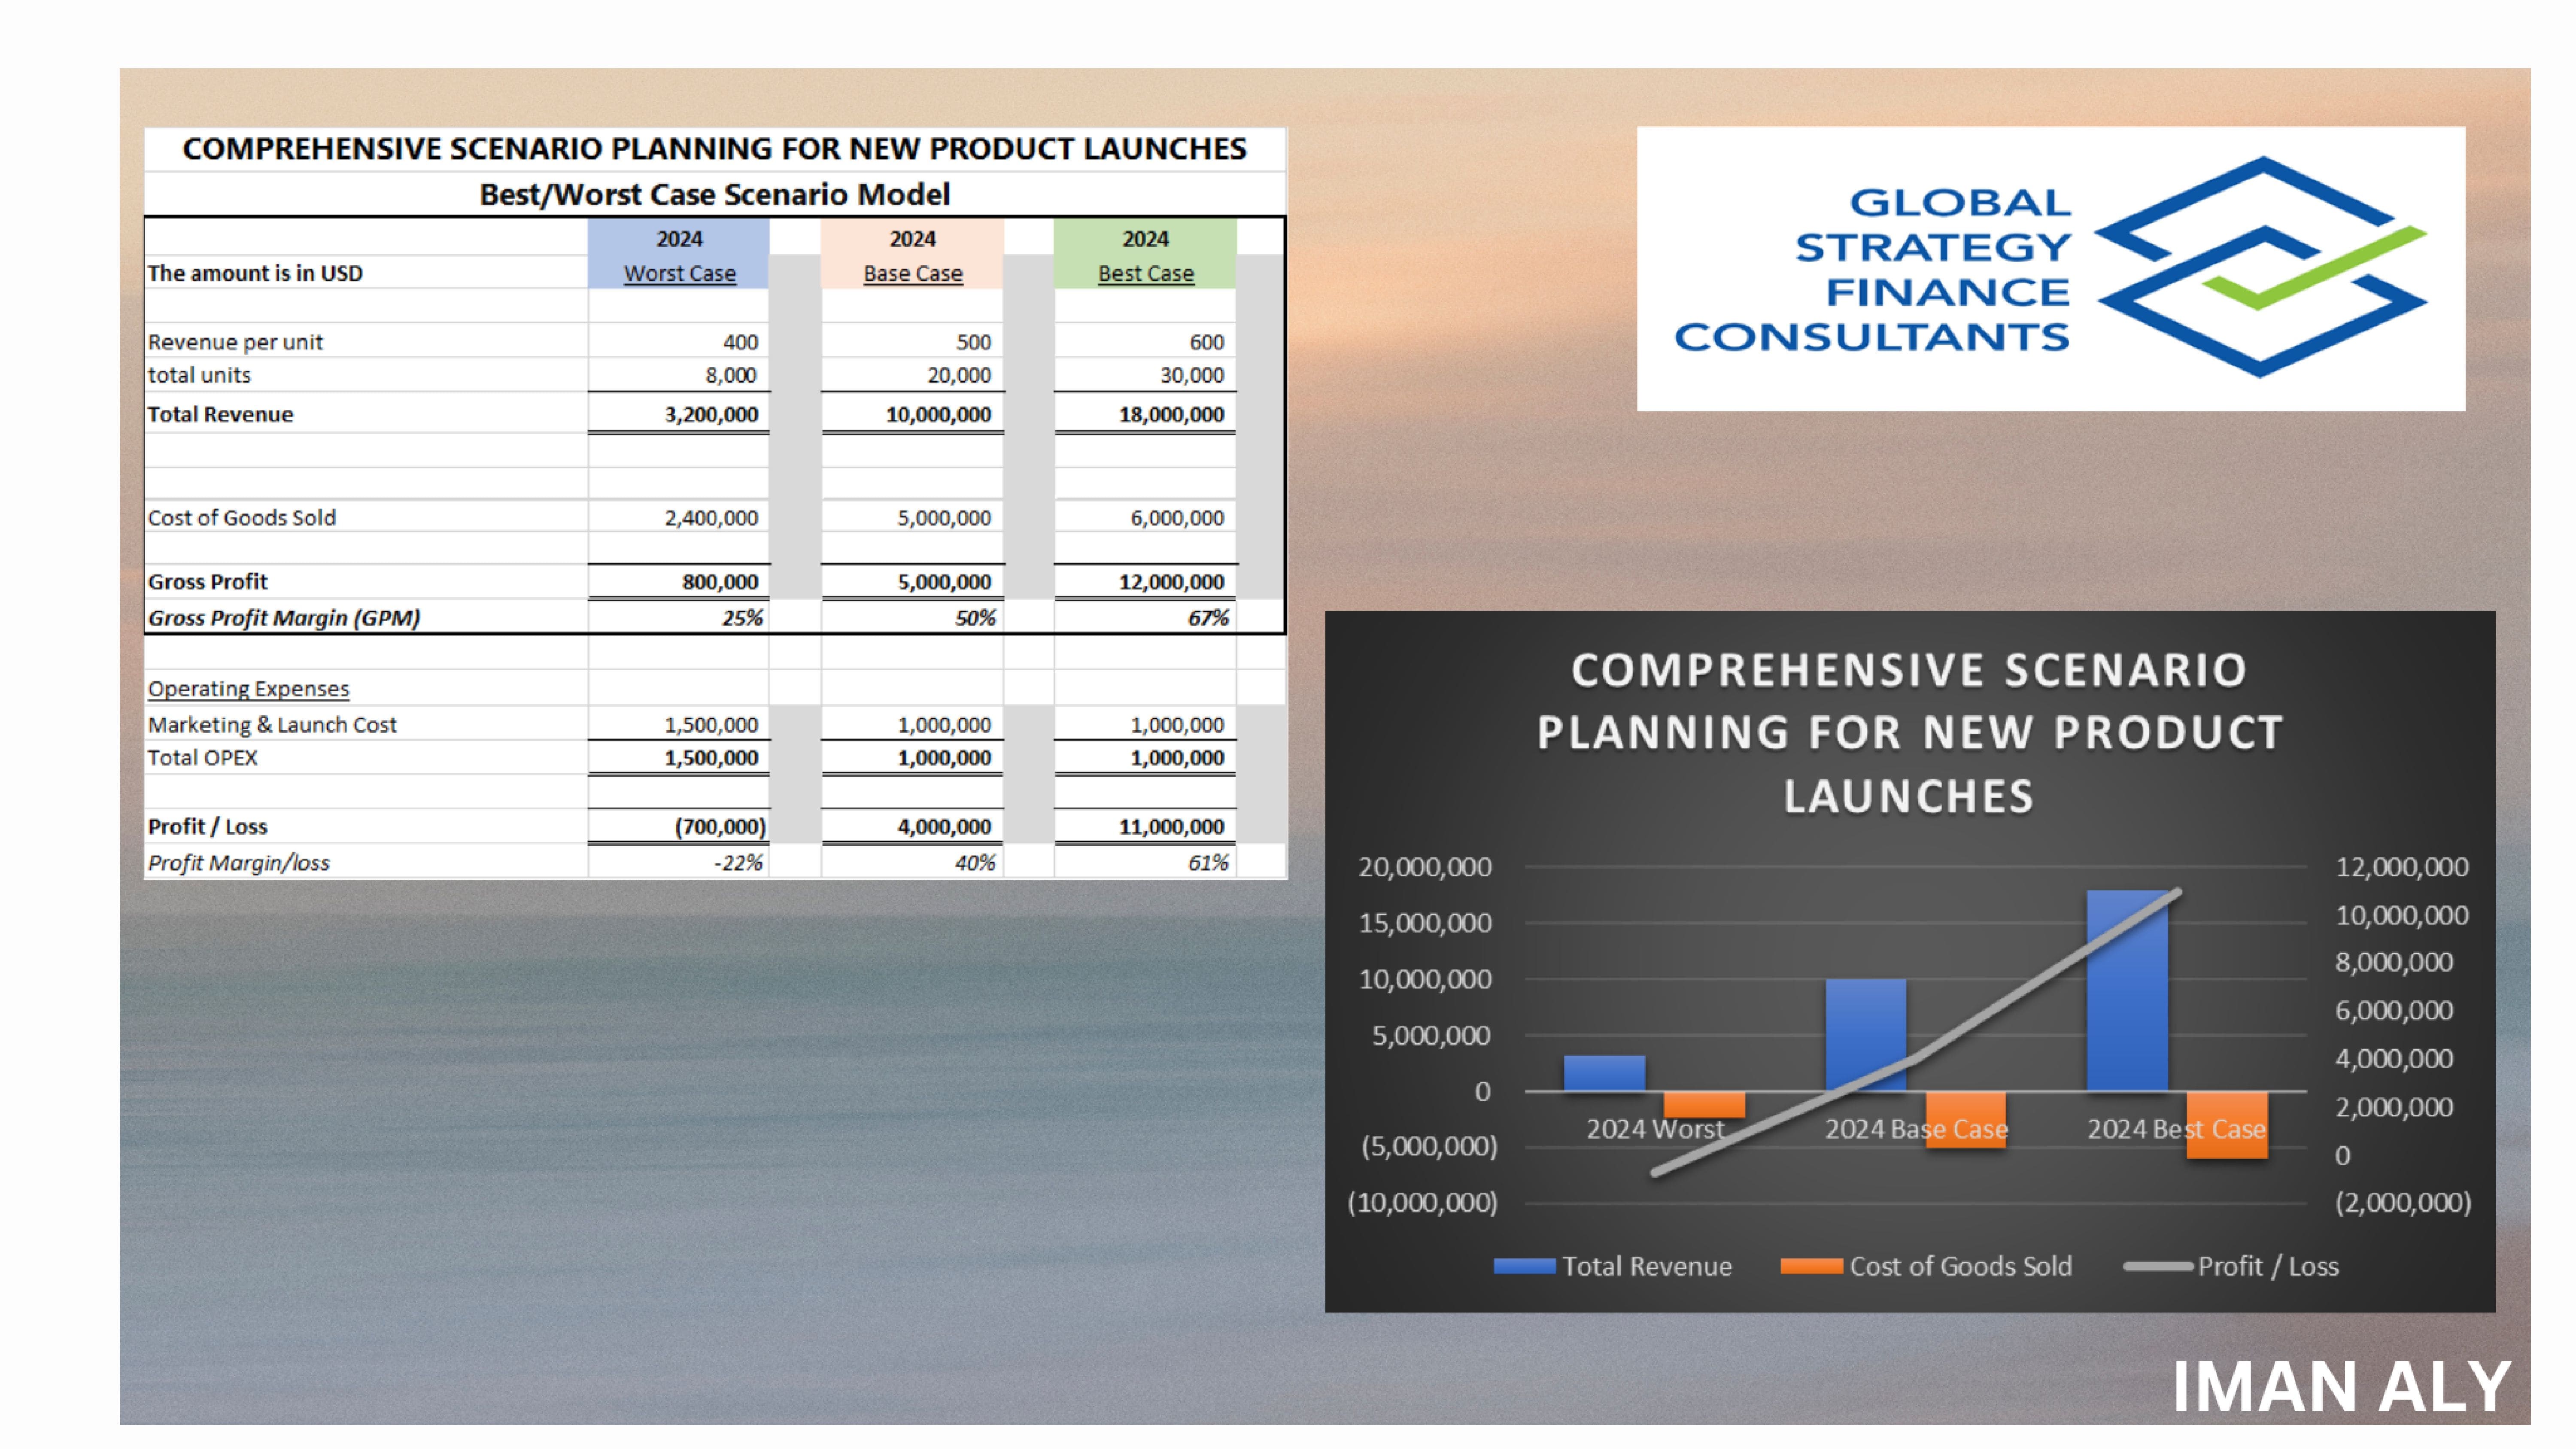 COMPREHENSIVE SCENARIO PLANNING FOR NEW PRODUCT LAUNCHES
Best/Worst Case Scenario Model
2024 2024 2024
The amount is in USD Worst Case Base Case Best Case
Revenue per unit 400 500 600
total units 8,000 20,000 30,000
Total Revenue 3,200,000 10,000,000 18,000,000
Cost of Goods Sold 2,400,000 5,000,000 6,000,000
Gross Profit 800,000 5,000,000 12,000,000
Gross Profit Margin (GPM) 25% 50% 67%
Operating Expenses
Marketing & Launch Cost 1,500,000 1,000,000 1,000,000
Total OPEX 1,500,000 1,000,000 1,000,000
Profit / Loss (700,000) 4,000,000 11,000,000
Profit Margin/loss -22% 40% 61%
GLOBAL
STRATEGY
FINANCE
CONSULTANTS
COMPREHENSIVE SCENARIO
PLANNING FOR NEW PRODUCT
LAUNCHES
20,000,000 12,000,000
15,000,000 10,000,000
10,000,000 8,000,000
5,000,000 6,000,000
0 4,000,000
(5,000,000) 2,000,000
(10,000,000) 0
(2,000,000)
2024 Worst 2024 Base Case 2024 Best Case
Total Revenue Cost of Goods Sold Profit / Loss
IMAN ALY